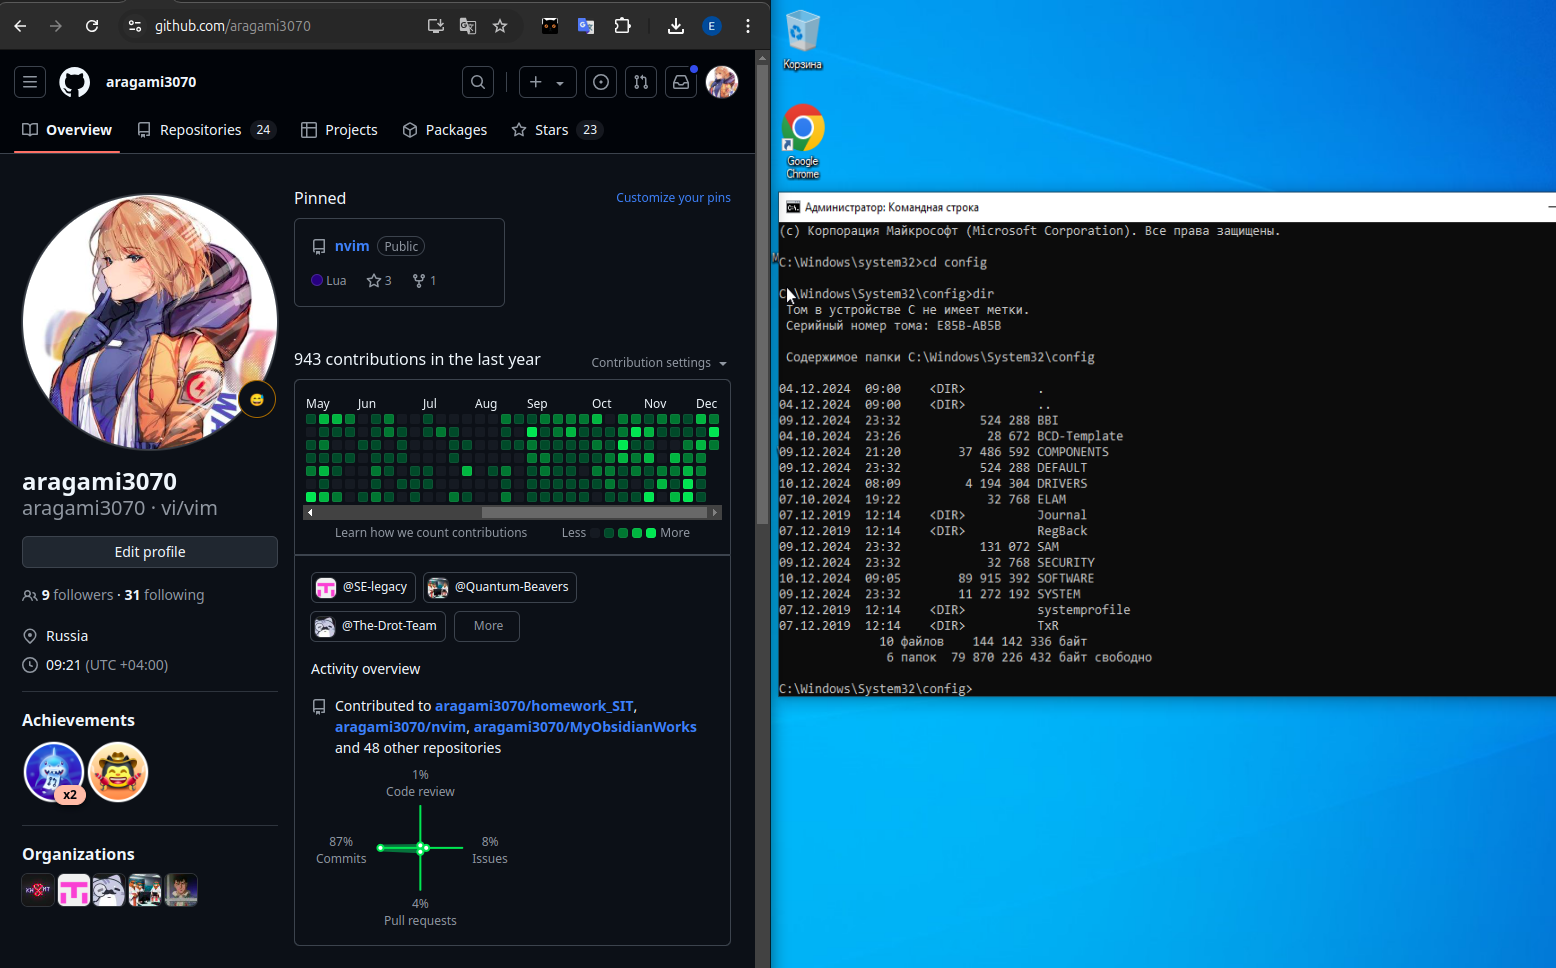 github.com/aragami3070
E
aragami3070
Overview
Repositories 24
Projects
Packages
Stars 23
aragami3070
aragami3070 · vi/vim
Edit profile
9 followers · 31 following
Russia
09:21 (UTC +04:00)
Achievements
x2
Organizations
Pinned
Customize your pins
nvim Public
Lua 3 1
943 contributions in the last year
Contribution settings
May Jun Jul Aug Sep Oct Nov Dec
Learn how we count contributions
Less More
@SE-legacy
@Quantum-Beavers
@The-Drot-Team
More
Activity overview
Contributed to aragami3070/homework_SIT,
aragami3070/nvim, aragami3070/MyObsidianWorks
and 48 other repositories
1%
Code review
87%
Commits
8%
Issues
4%
Pull requests
Корзина
Google
Chrome
Администратор: Командная строка
(c) Корпорация Майкрософт (Microsoft Corporation). Все права защищены.
C:\Windows\system32>cd config
C:\Windows\System32\config>dir
Том в устройстве C не имеет метки.
Серийный номер тома: E85B-AB5B
Содержимое папки C:\Windows\System32\config
04.12.2024 09:00 <DIR> .
04.12.2024 09:00 <DIR> ..
09.12.2024 23:32 524 288 BBI
04.10.2024 23:26 28 672 BCD-Template
09.12.2024 21:20 37 486 592 COMPONENTS
09.12.2024 23:32 524 288 DEFAULT
10.12.2024 08:09 4 194 304 DRIVERS
07.10.2024 19:22 32 768 ELAM
07.12.2019 12:14 <DIR> Journal
07.12.2019 12:14 <DIR> RegBack
09.12.2024 23:32 131 072 SAM
09.12.2024 23:32 32 768 SECURITY
10.12.2024 09:05 89 915 392 SOFTWARE
09.12.2024 23:32 11 272 192 SYSTEM
07.12.2019 12:14 <DIR> systemprofile
07.12.2019 12:14 <DIR> TxR
10 файлов 144 142 336 байт
6 папок 79 870 226 432 байт свободно
C:\Windows\System32\config>